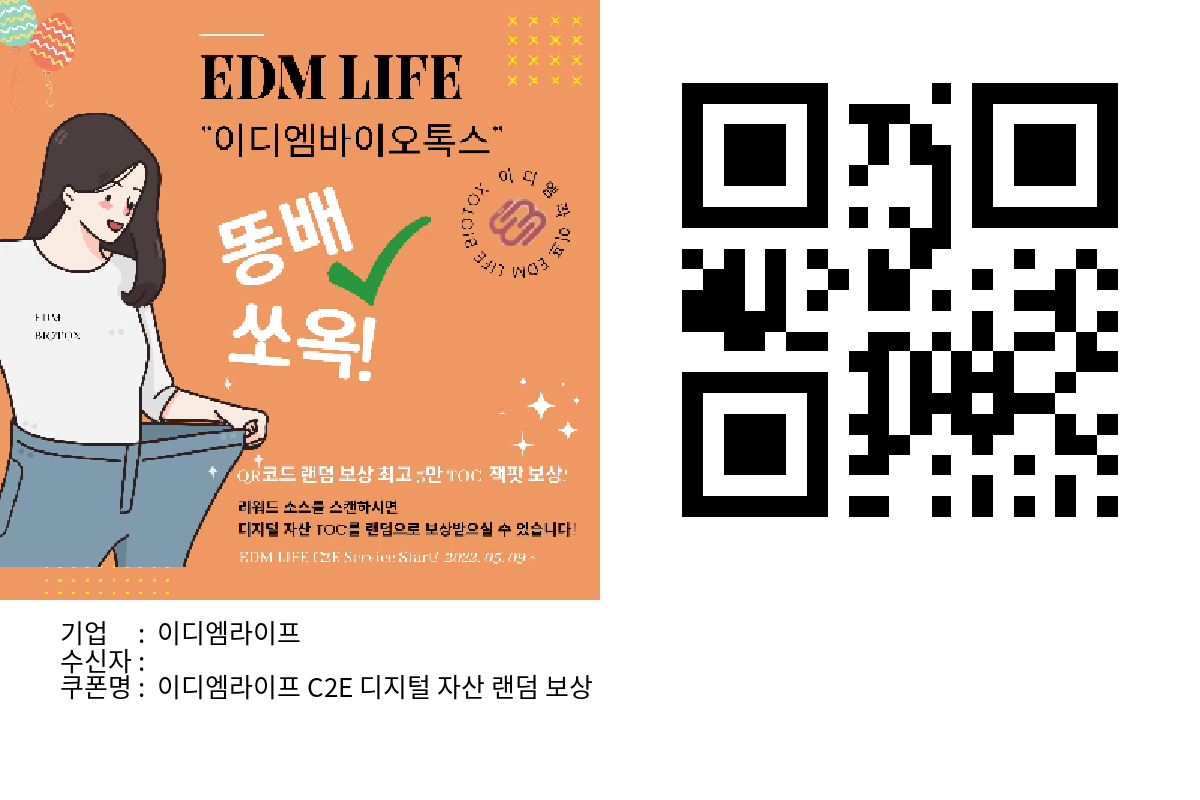 EDM LIFE
"이디엠바이오톡스"
이디엠라이프 EDM LIFE BIOTOX
똥배
쏘옥!
EDM
BIOTOX
QR코드 랜덤 보상 최고 5만 TOC 잭팟 보상!
리워드 소스를 스캔하시면
디지털 자산 TOC를 랜덤으로 보상받으실 수 있습니다!
EDM LIFE C2E Service Start! 2022. 05. 09 ~
기업 : 이디엠라이프
수신자 :
쿠폰명 : 이디엠라이프 C2E 디지털 자산 랜덤 보상